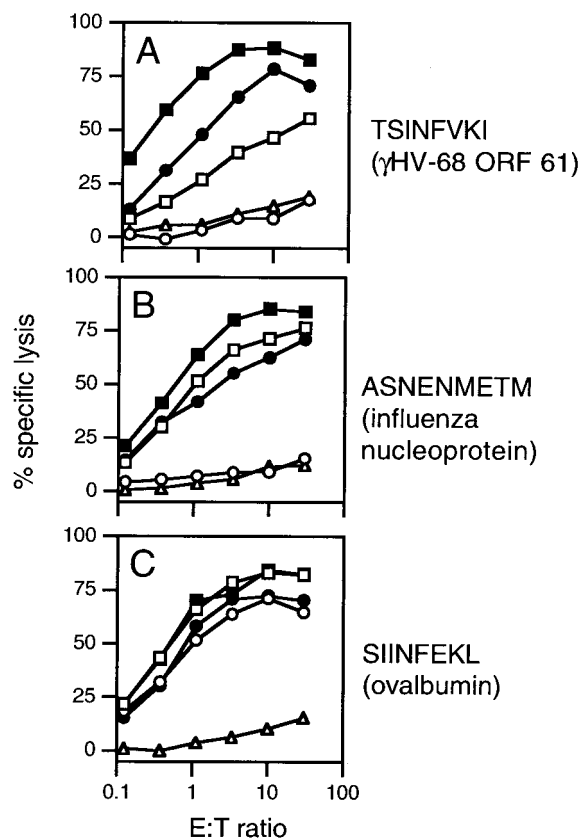 100
75
50
25
0
A
TSINFVKI
(γHV-68 ORF 61)
100
75
50
25
0
B
ASNENMETM
(influenza
nucleoprotein)
% specific lysis
100
75
50
25
0
C
SIINFEKL
(ovalbumin)
0.1 1 10 100
E:T ratio